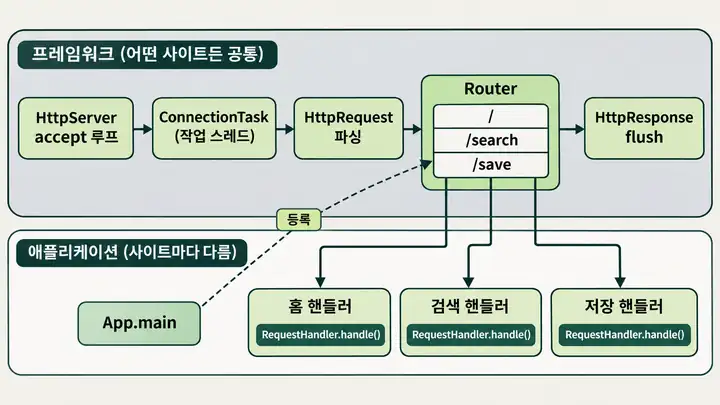 프레임워크 (어떤 사이트든 공통)
HttpServer
accept 루프
ConnectionTask
(작업 스레드)
HttpRequest
파싱
Router
/
/search
/save
HttpResponse
flush
등록
애플리케이션 (사이트마다 다름)
App.main
홈 핸들러
RequestHandler.handle()
검색 핸들러
RequestHandler.handle()
저장 핸들러
RequestHandler.handle()